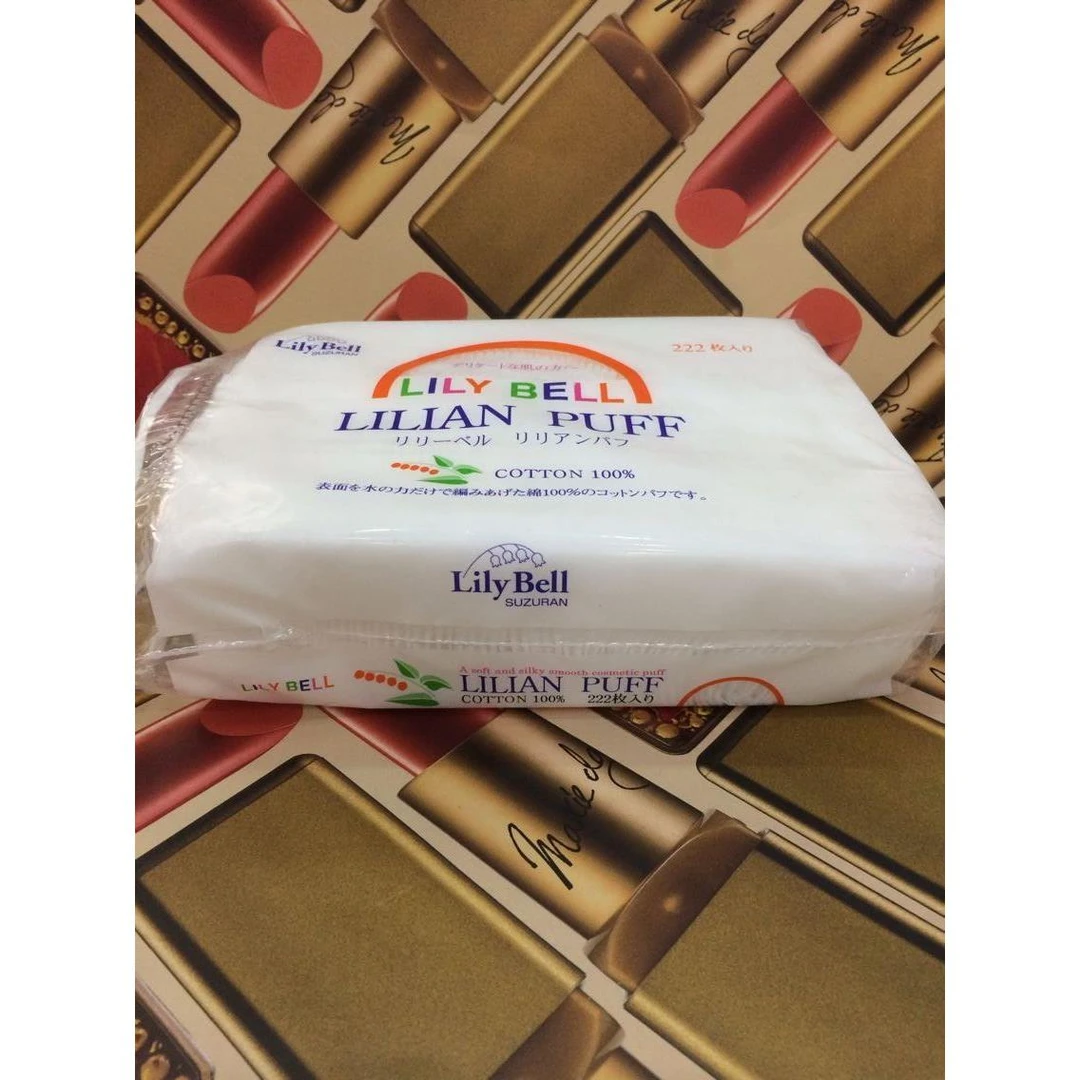 Lily Bell
SUZURAN
222枚入り
デリケートな肌のカバー
LILY BELL
LILIAN PUFF
リリーベル リリアンパフ
COTTON 100%
表面を水の力だけで編みあげた綿100%のコットンパフです。
Lily Bell
SUZURAN
LILY BELL
A soft and silky smooth cosmetic puff
LILIAN PUFF
COTTON 100% 222枚入り